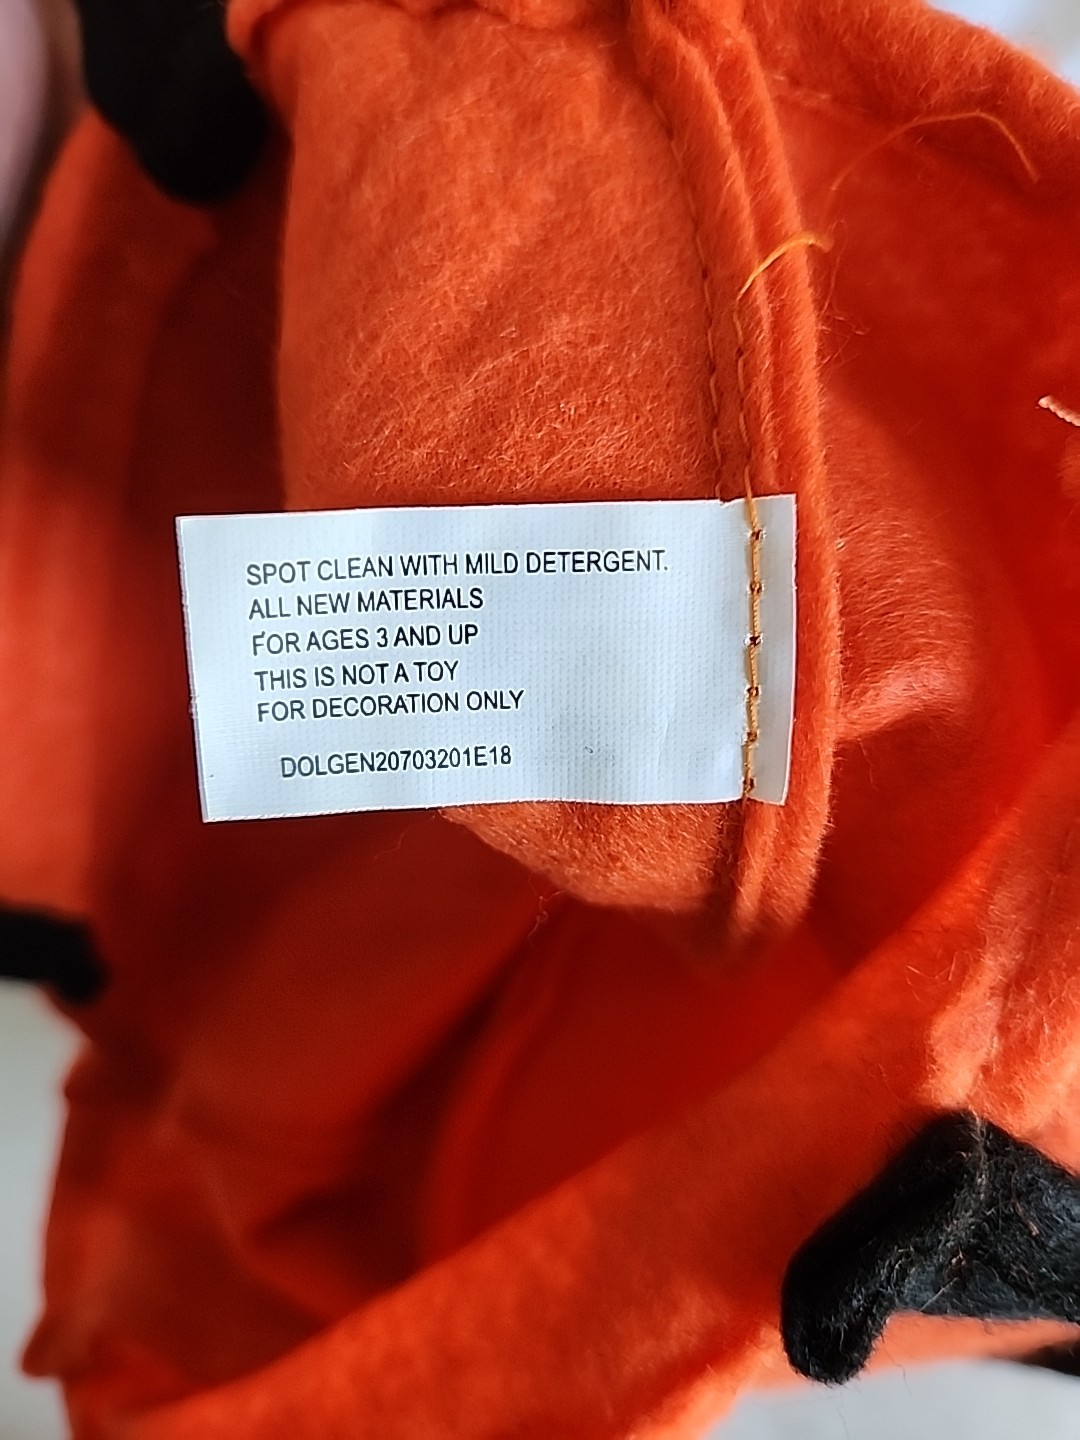 SPOT CLEAN WITH MILD DETERGENT.
ALL NEW MATERIALS
FOR AGES 3 AND UP
THIS IS NOT A TOY
FOR DECORATION ONLY
DOLGEN20703201E18